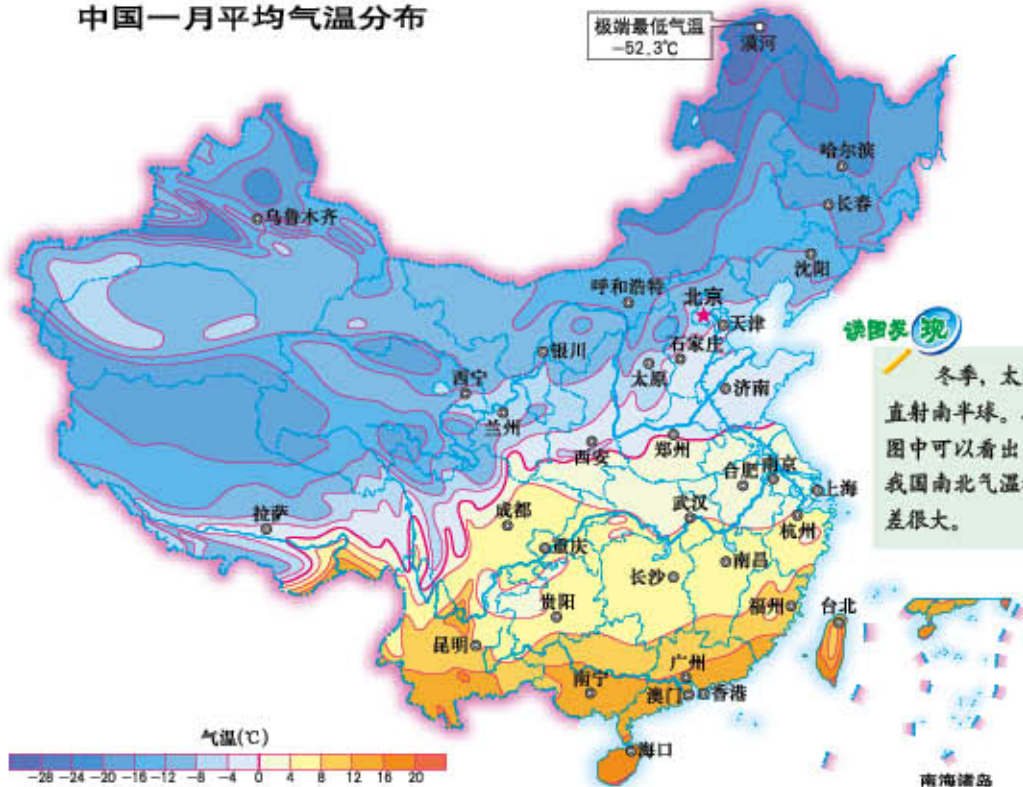 中国一月平均气温分布
极端最低气温
-52.3℃
漠河
哈尔滨
长春
乌鲁木齐
沈阳
呼和浩特
北京
天津
读图发现
石家庄
银川
太原
西宁
济南
冬季，太
直射南半球。
图中可以看出
我国南北气温
差很大。
兰州
西安
郑州
合肥
南京
上海
拉萨
成都
武汉
杭州
重庆
南昌
长沙
贵阳
福州
台北
昆明
广州
南宁
澳门
香港
气温(℃)
海口
-28 -24 -20 -16 -12 -8 -4 0 4 8 12 16 20
南海诸岛